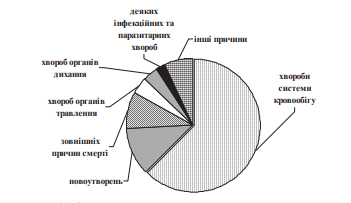 деяких
інфекційних та
паразитарних
хвороб
інші причини
хвороб органів
дихання
хвороби
системи
кровообігу
хвороб органів
травлення
зовнішніх
причин смерті
новоутворень